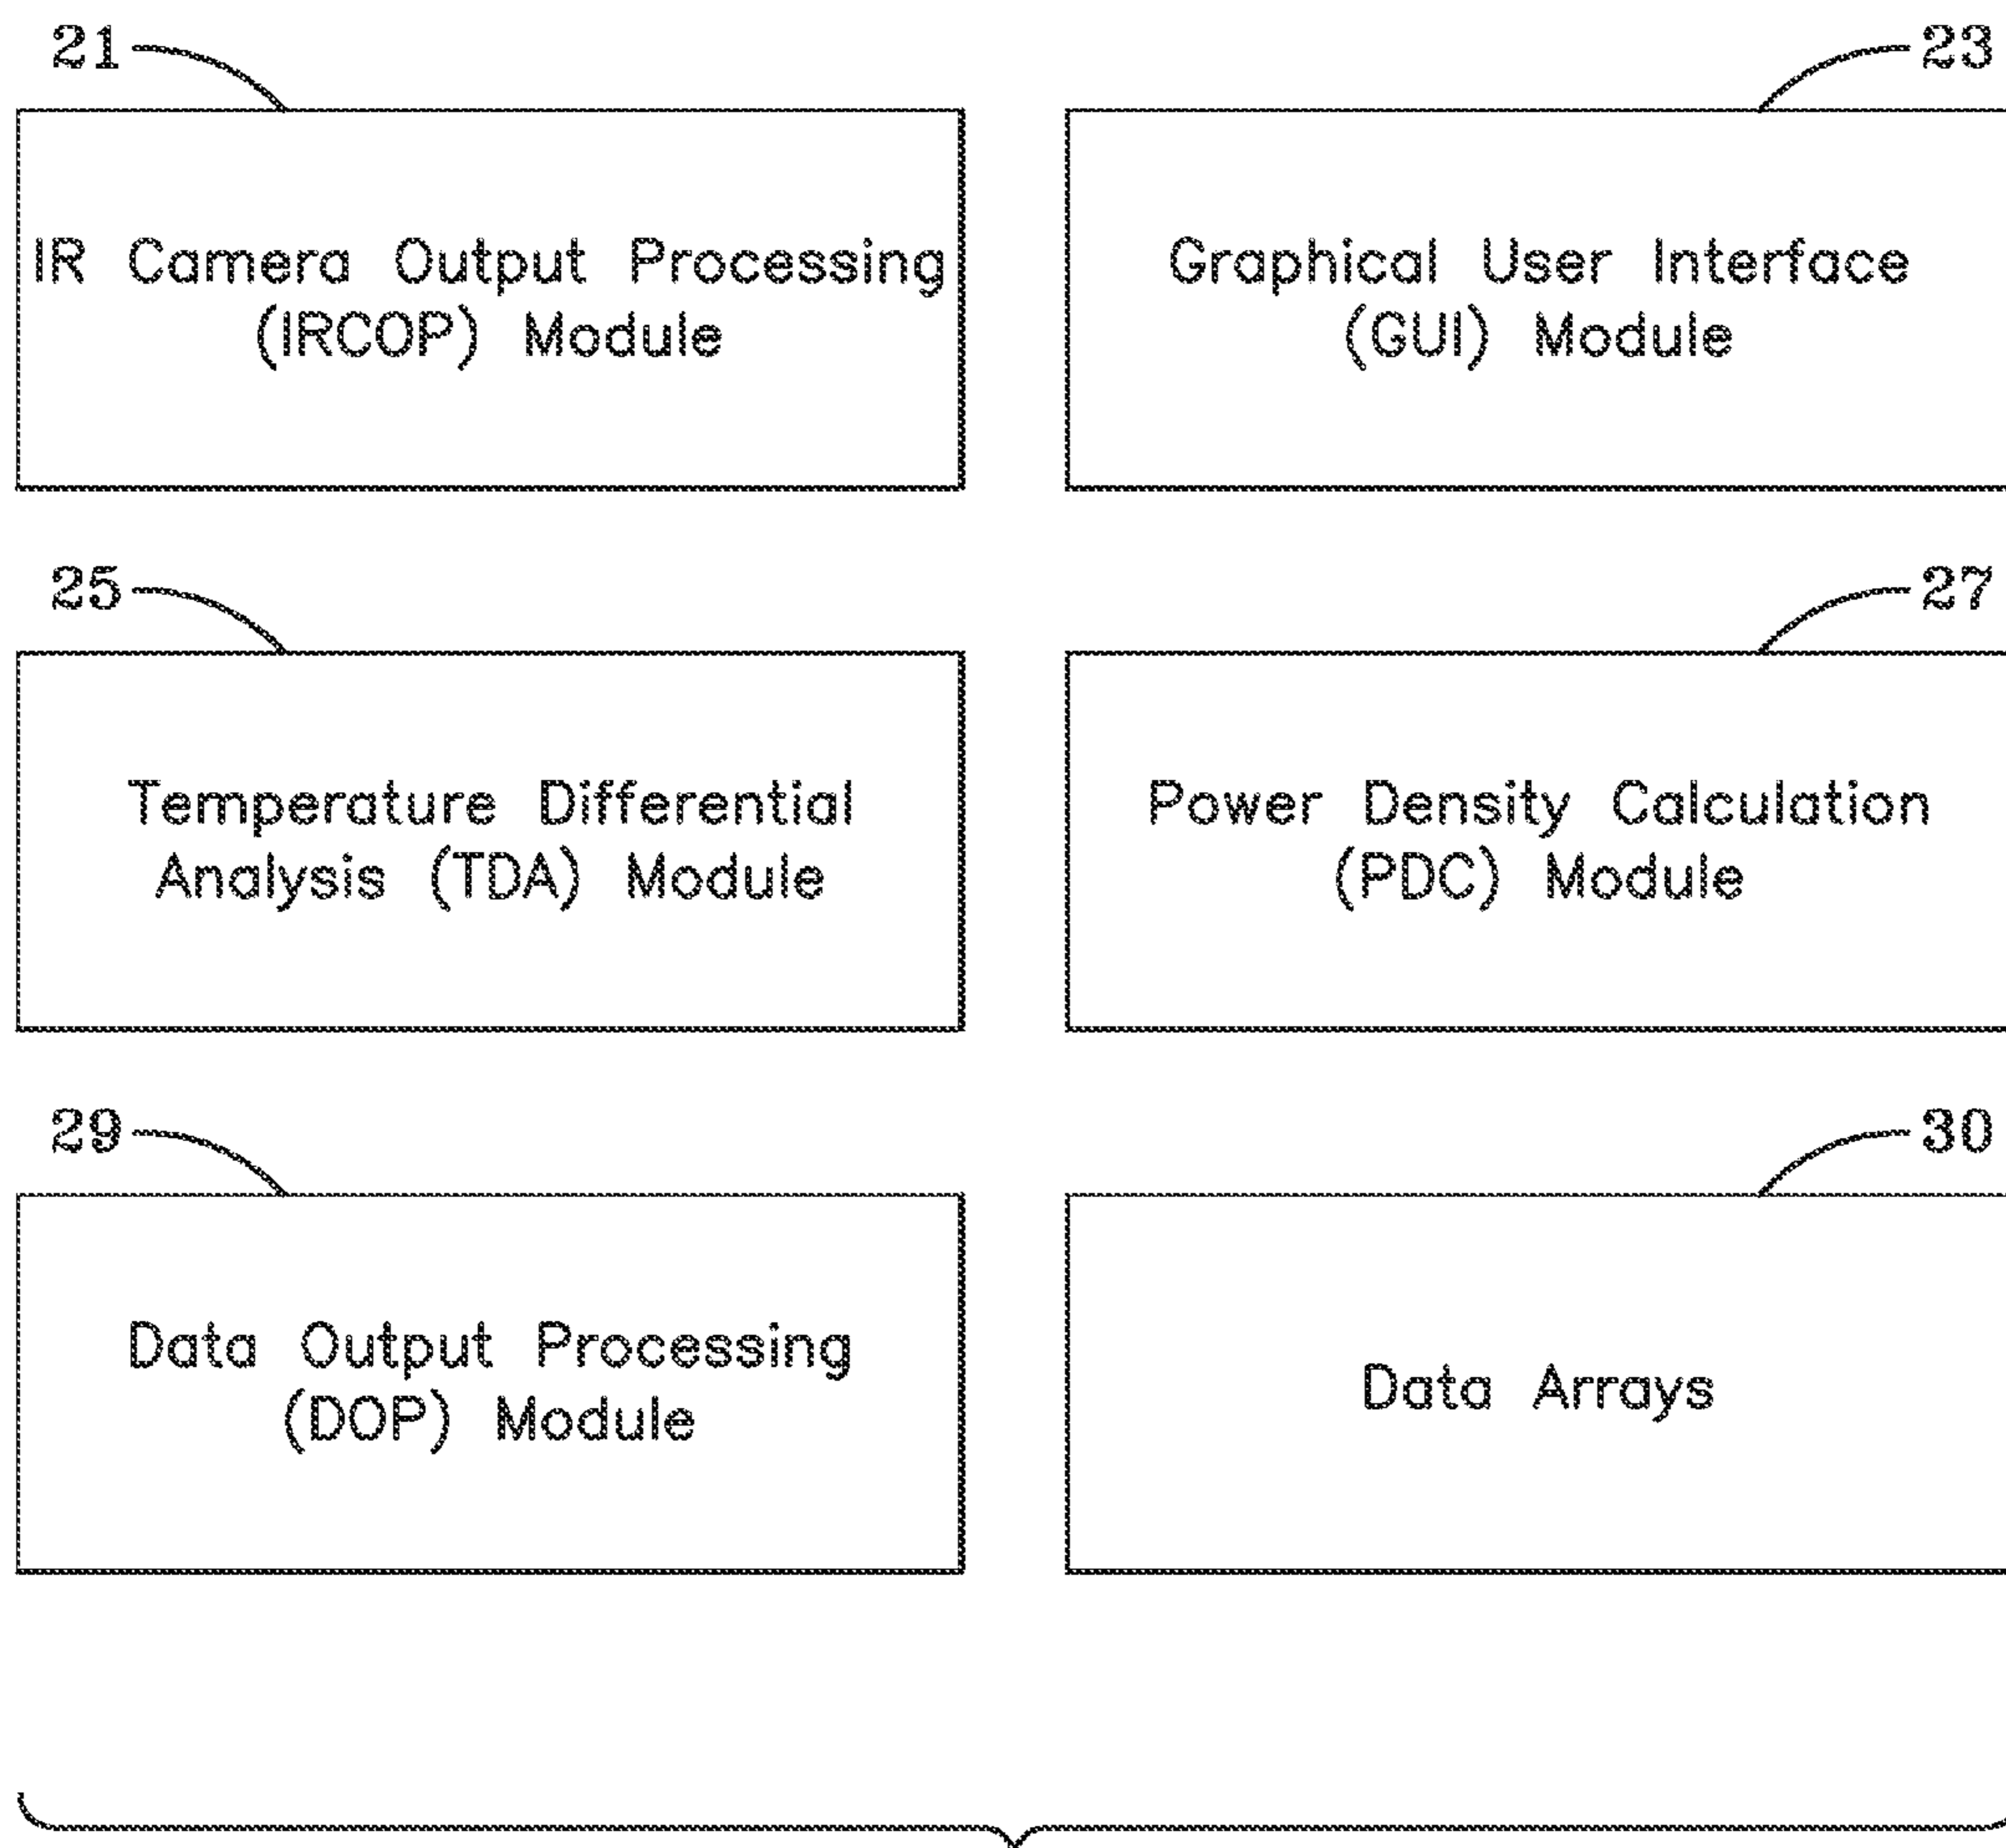 21
23
IR Camera Output Processing
(IRCOP) Module
Graphical User Interface
(GUI) Module
25
27
Temperature Differential
Analysis (TDA) Module
Power Density Calculation
(PDC) Module
29
30
Data Output Processing
(DOP) Module
Data Arrays